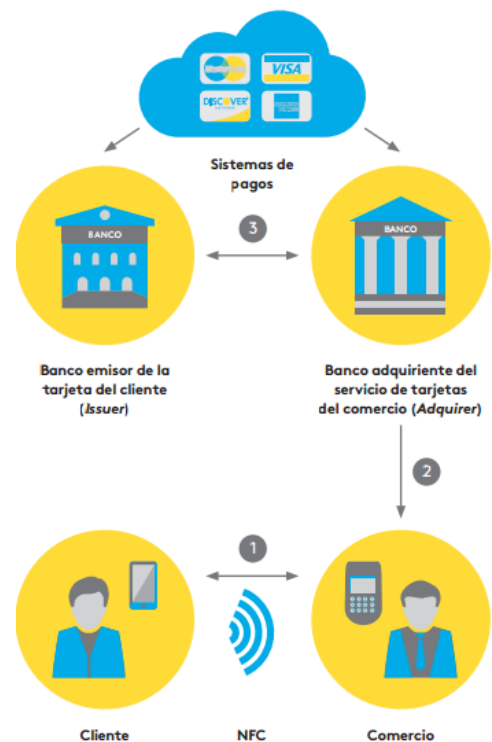 VISA
DISCOVER
Sistemas de
pagos
BANCO
3
BANCO
Banco emisor de la
tarjeta del cliente
(Issuer)
Banco adquiriente del
servicio de tarjetas
del comercio (Adquirer)
2
1
Cliente
NFC
Comercio